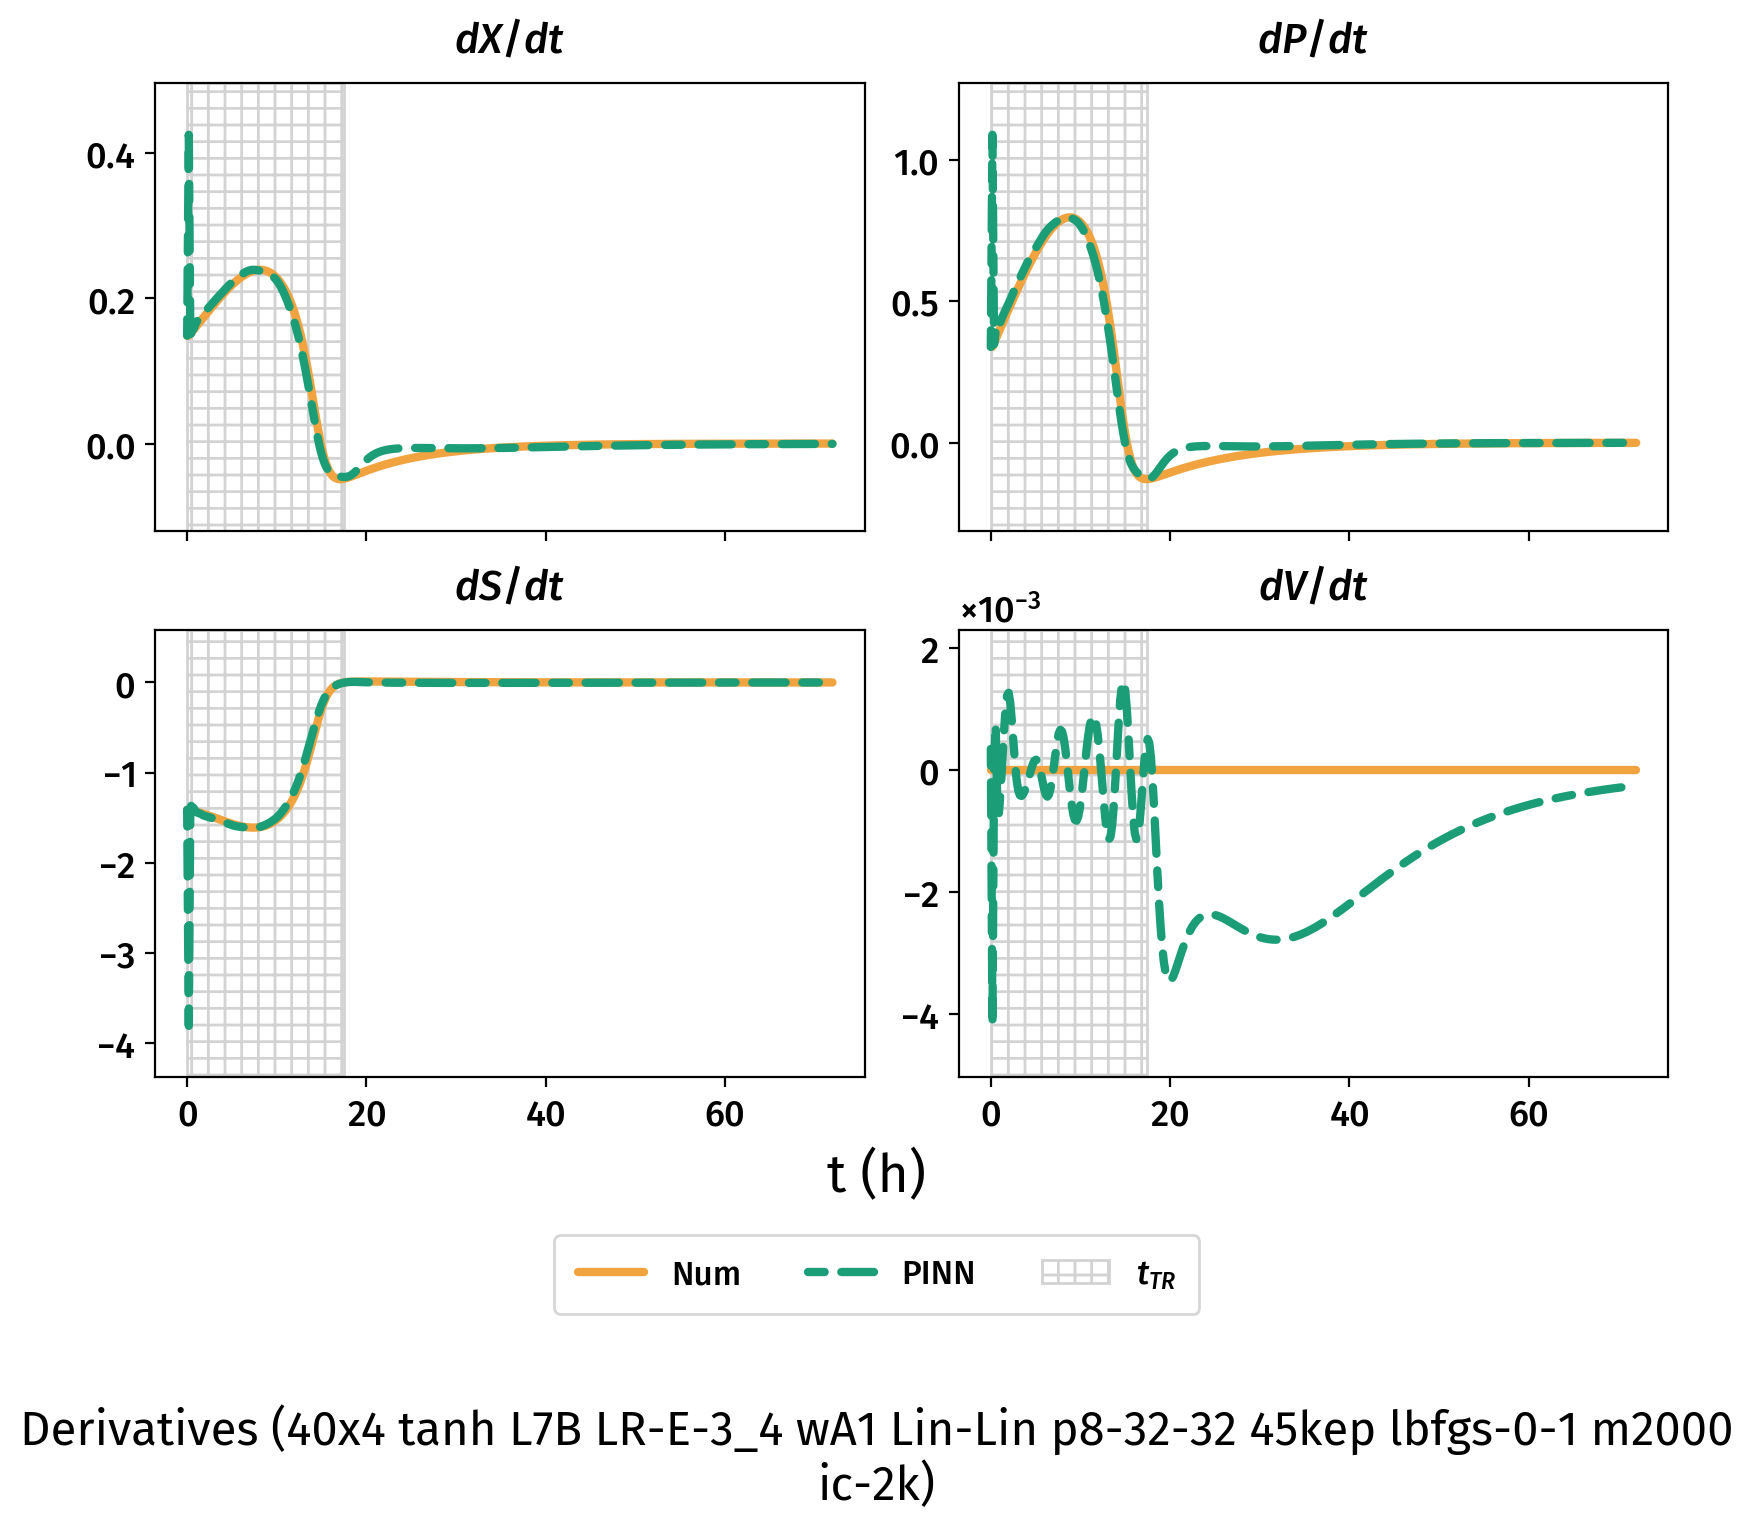 dX/dt
dP/dt
0.4
0.2
0.0
1.0
0.5
0.0
dS/dt
dV/dt
×10⁻³
0
−1
−2
−3
−4
2
0
−2
−4
0 20 40 60
0 20 40 60
t (h)
Num PINN t_TR
Derivatives (40x4 tanh L7B LR-E-3_4 wA1 Lin-Lin p8-32-32 45kep lbfgs-0-1 m2000
ic-2k)